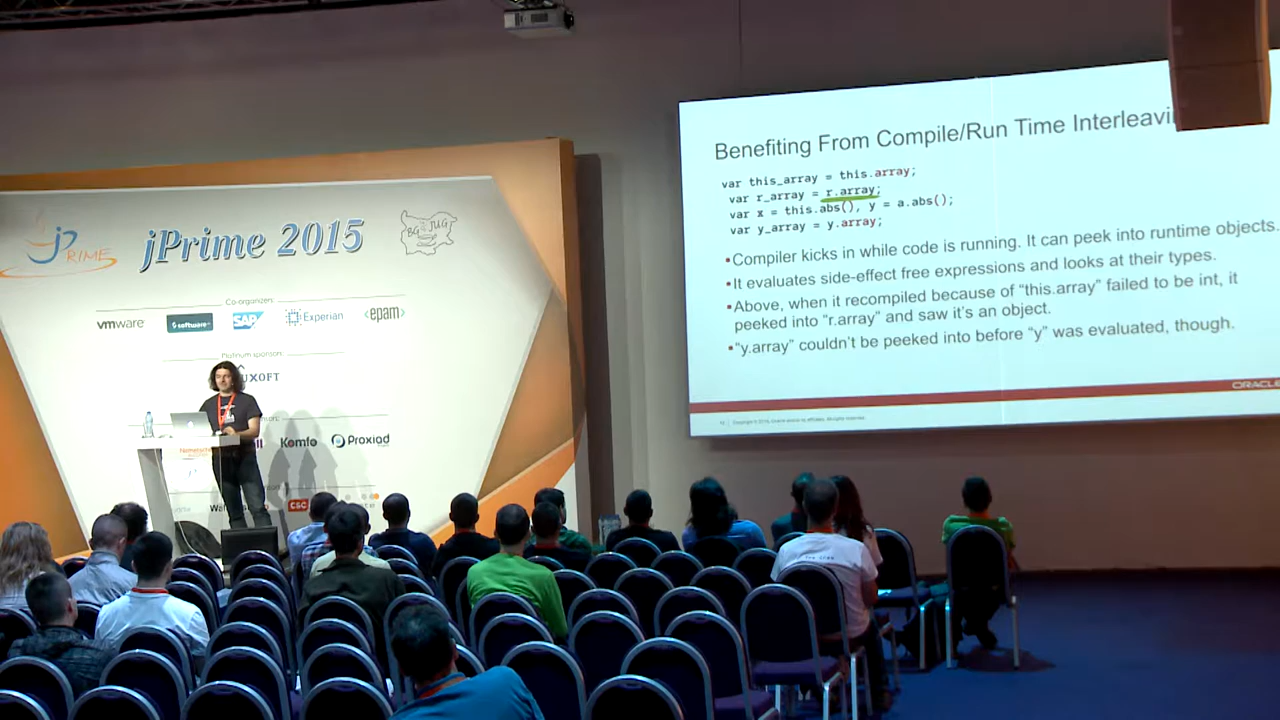 jPRIME
jPrime 2015
BG JUG
Co-organizers
vmware
software
SAP
Experian
<epam>
Platinum sponsors
UXOFT
Komfo
Proxiad
CSC
Benefiting From Compile/Run Time Interleavi
var this_array = this.array;
var r_array = r.array;
var x = this.abs(), y = a.abs();
var y_array = y.array;
▪Compiler kicks in while code is running. It can peek into runtime objects.
▪It evaluates side-effect free expressions and looks at their types.
▪Above, when it recompiled because of “this.array” failed to be int, it
peeked into “r.array” and saw it's an object.
▪“y.array” couldn't be peeked into before “y” was evaluated, though.
ORACLE